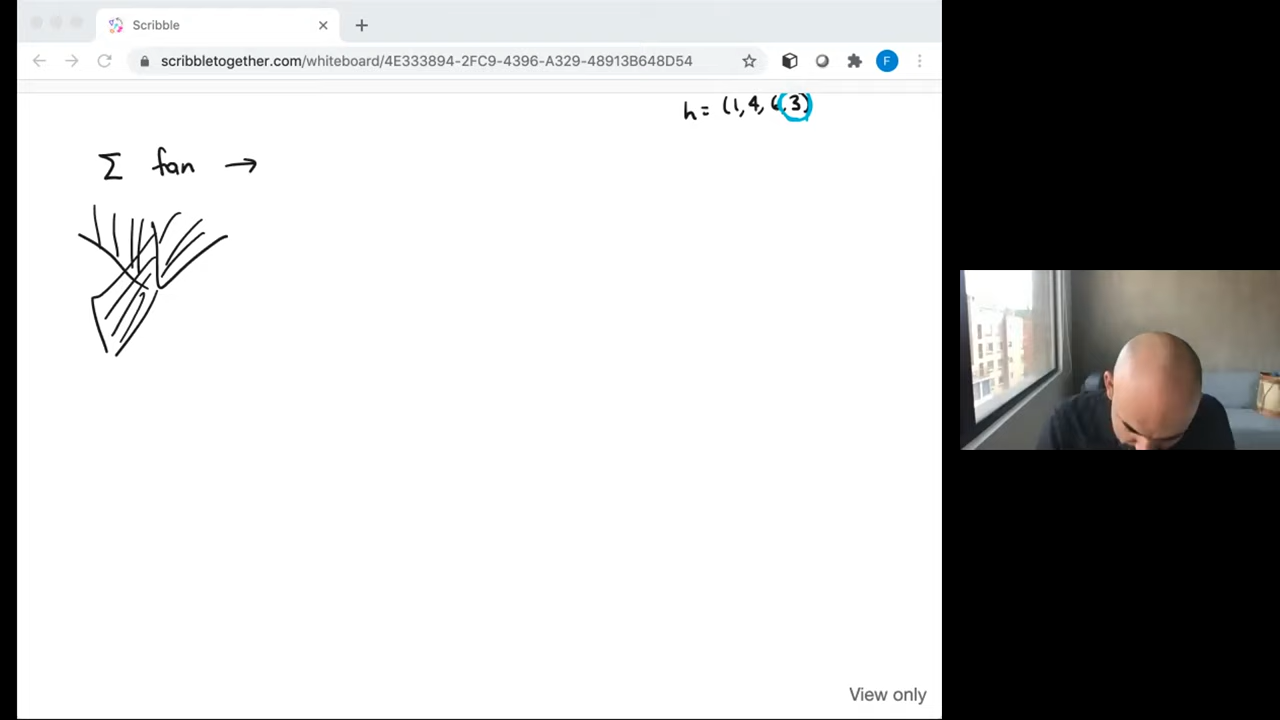 Scribble
scribbletogether.com/whiteboard/4E333894-2FC9-4396-A329-48913B648D54
F
h = (1, 4, 6, 3)
Σ fan →
View only